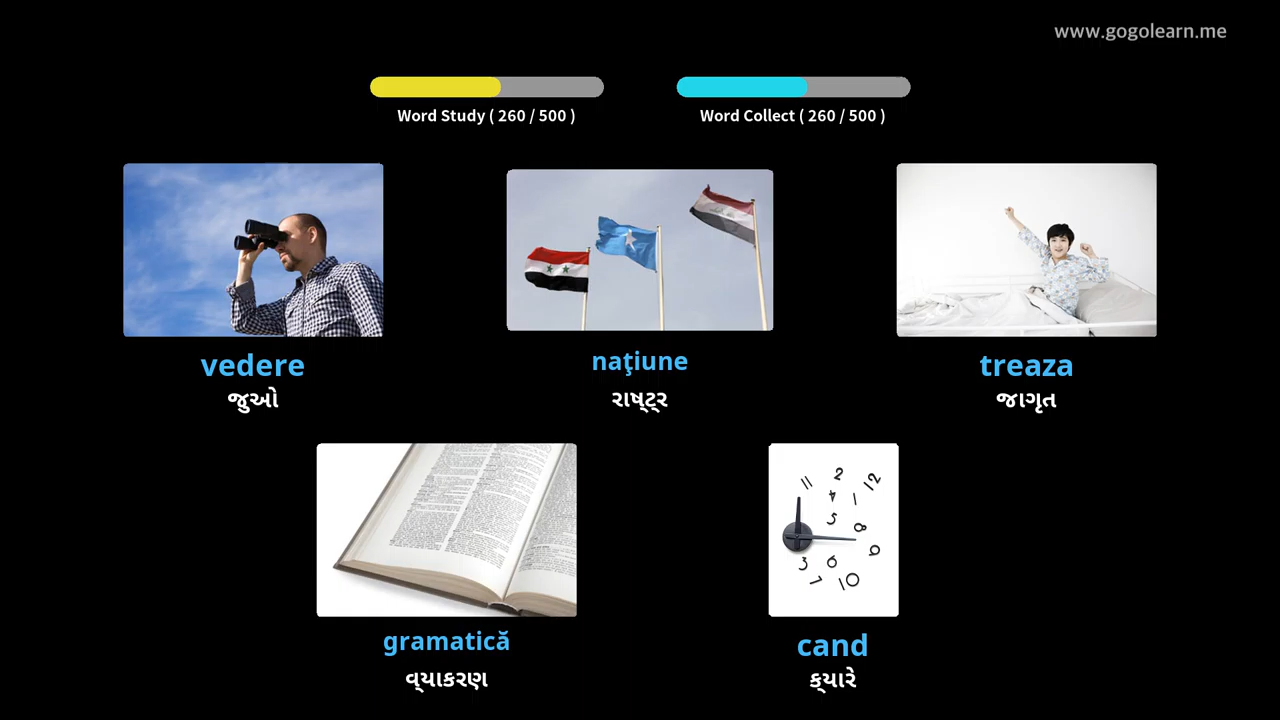 www.gogolearn.me
Word Study ( 260 / 500 )
Word Collect ( 260 / 500 )
vedere
naţiune
treaza
જુઓ
રાષ્ટ્ર
જાગૃત
gramatică
cand
વ્યાકરણ
ક્યારે